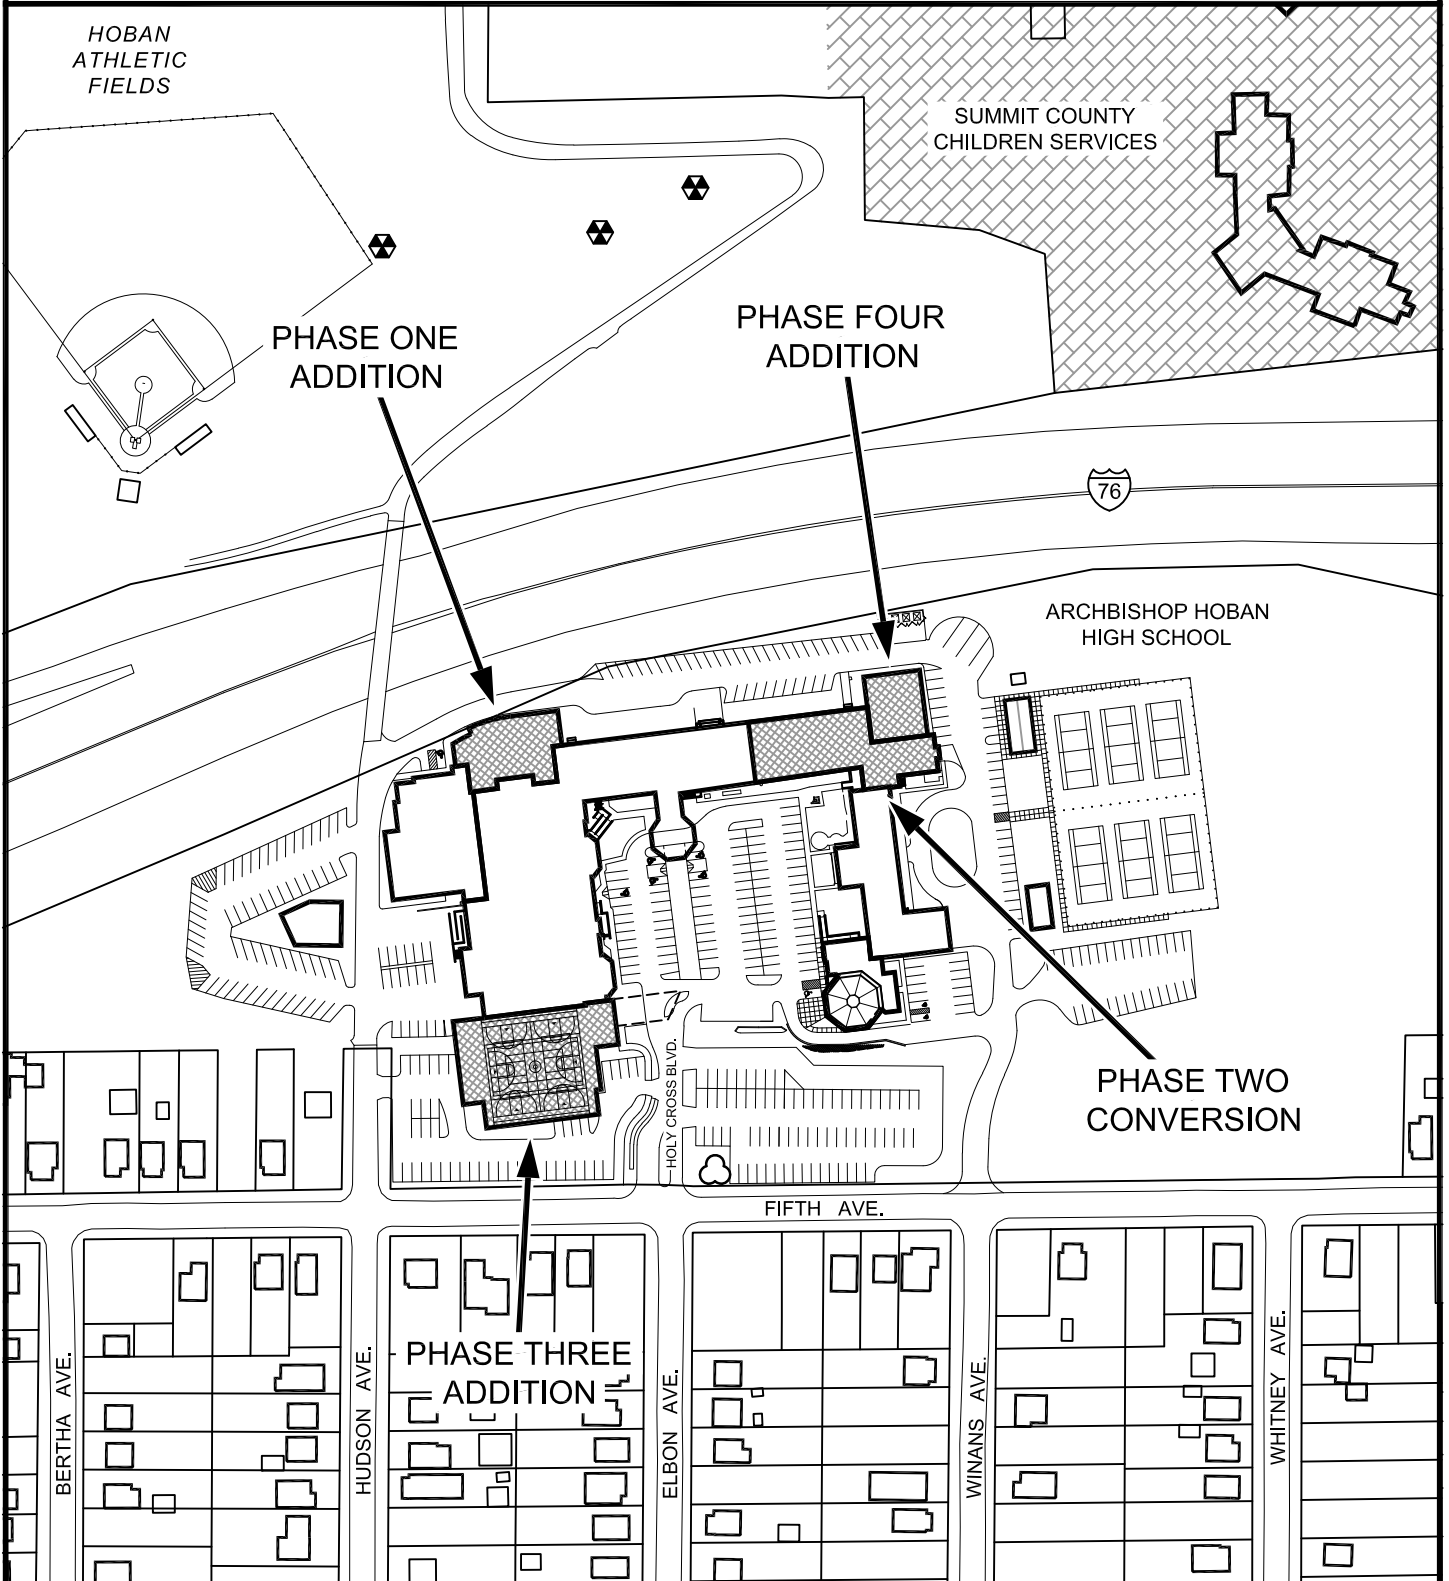 HOBAN
ATHLETIC
FIELDS
SUMMIT COUNTY
CHILDREN SERVICES
PHASE ONE
ADDITION
PHASE FOUR
ADDITION
76
ARCHBISHOP HOBAN
HIGH SCHOOL
PHASE TWO
CONVERSION
HOLY CROSS BLVD.
FIFTH AVE.
PHASE THREE
ADDITION
BERTHA AVE.
HUDSON AVE.
ELBON AVE.
WINANS AVE.
WHITNEY AVE.